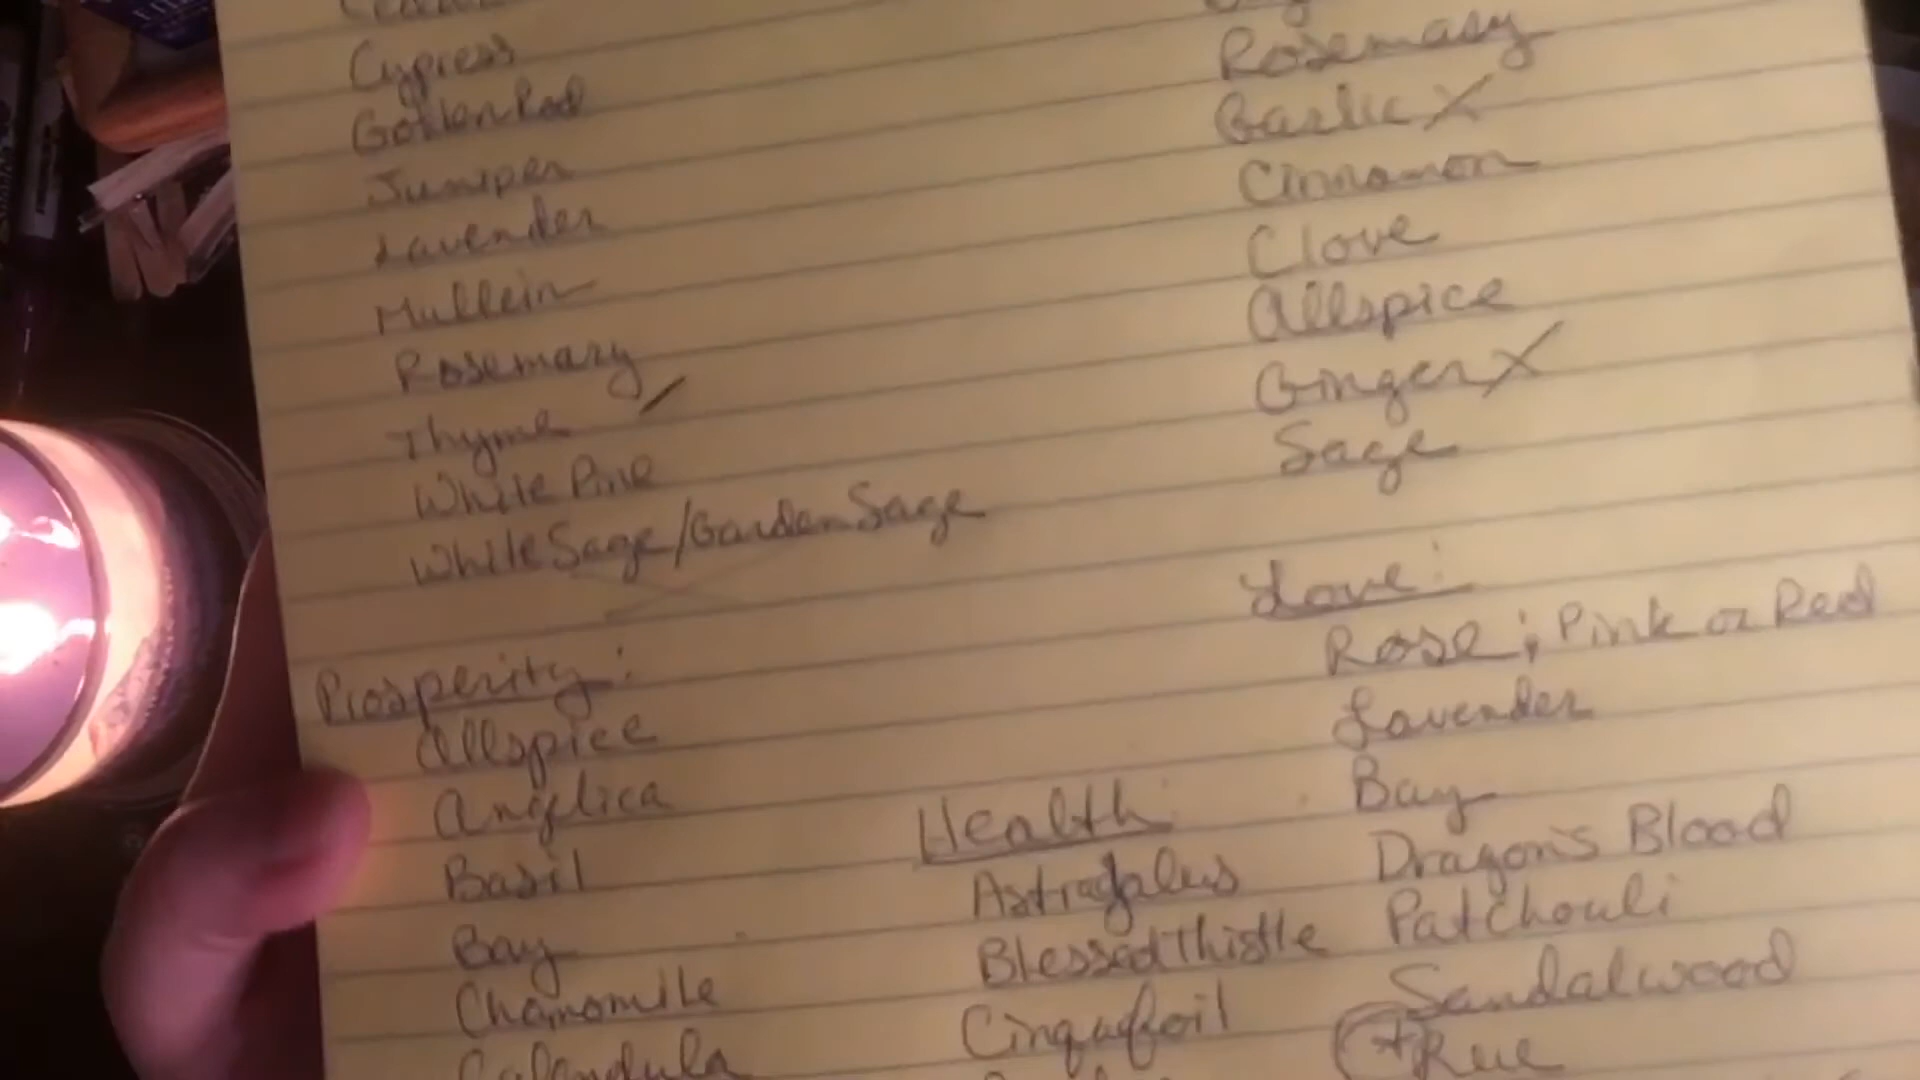 Cypress
GoldenRod
Juniper
Lavender
Mullein
Rosemary
Thyme
White Pine
White Sage/Garden Sage
Prosperity:
Allspice
Angelica
Basil
Bay
Chamomile
Calendula
Health:
Astragalus
Blessed Thistle
Cinquefoil
Rosemary
Garlic X
Cinnamon
Clove
Allspice
Ginger X
Sage
Love:
Rose; Pink or Red
Lavender
Bay
Dragon's Blood
Patchouli
Sandalwood
+Rue